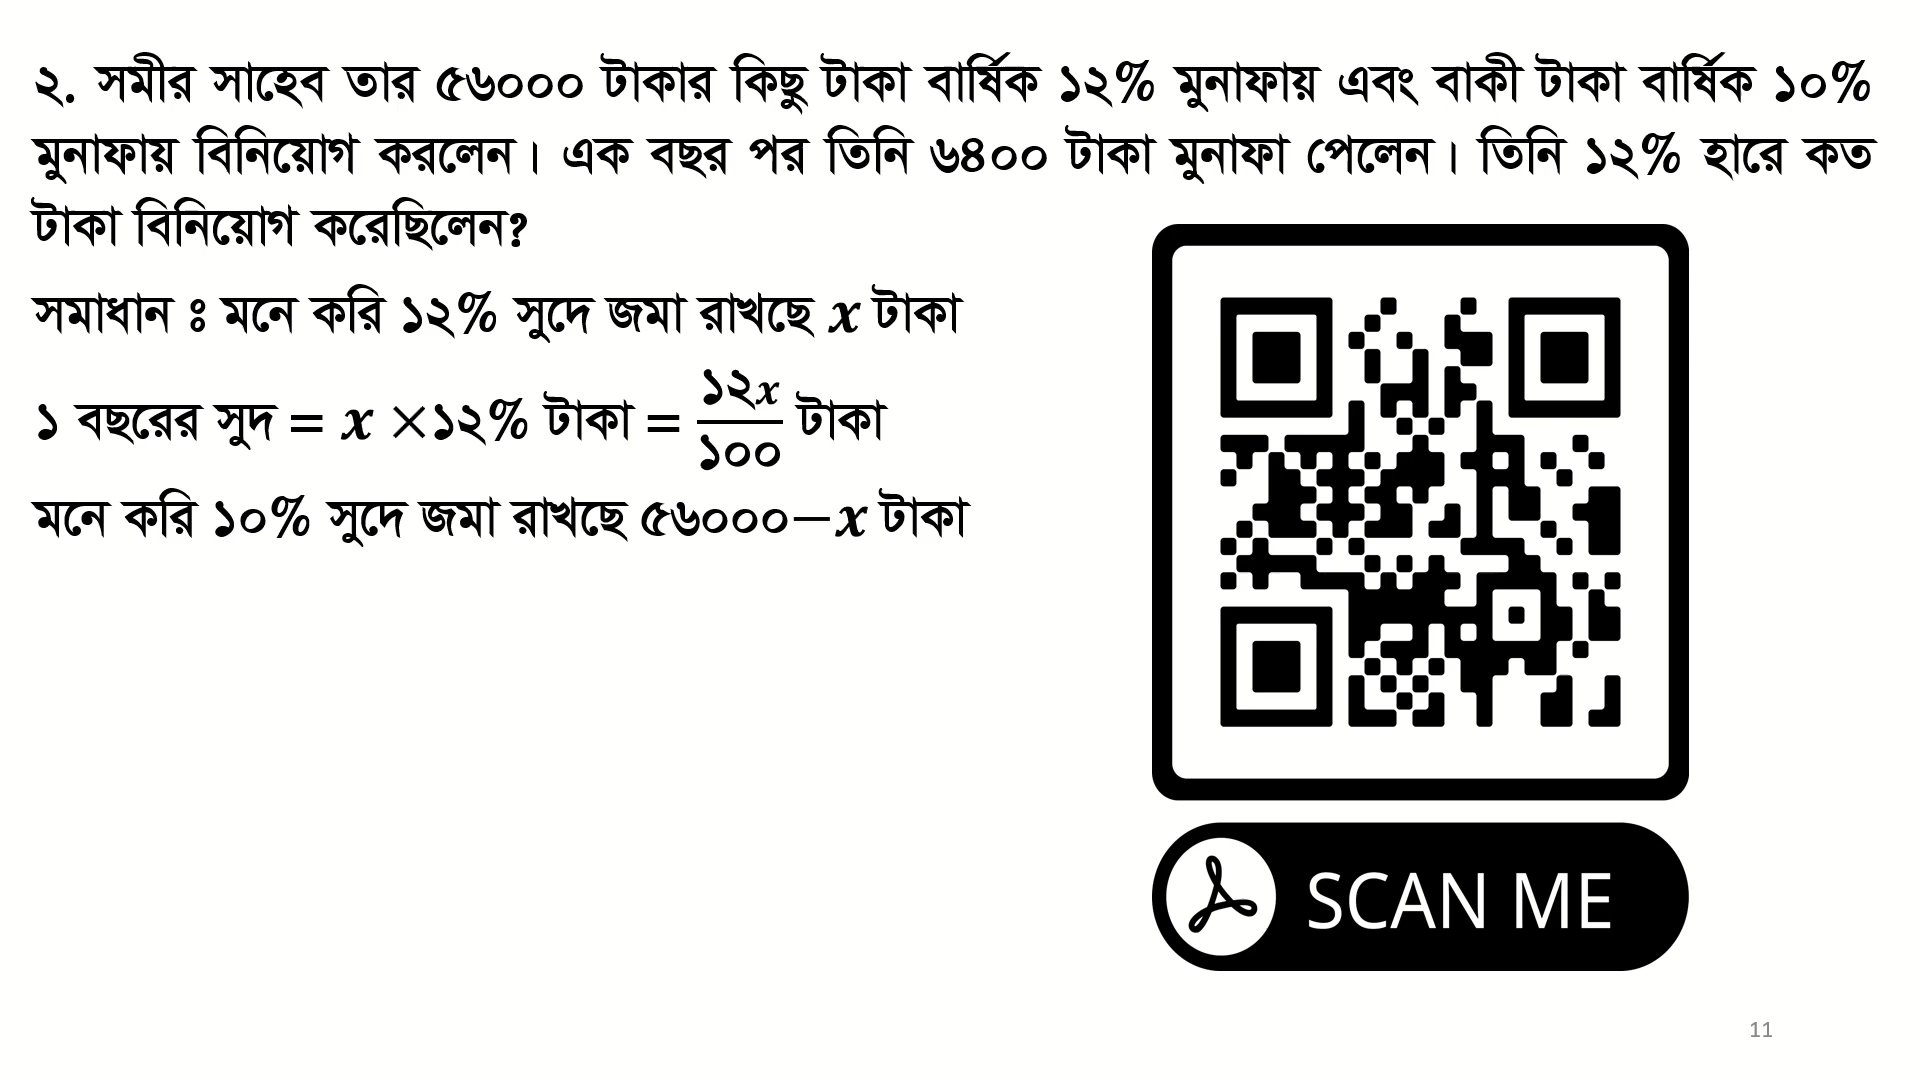 ২. সমীর সাহেব তার ৫৬০০০ টাকার কিছু টাকা বার্ষিক ১২% মুনাফায় এবং বাকী টাকা বার্ষিক ১০%
মুনাফায় বিনিয়োগ করলেন। এক বছর পর তিনি ৬৪০০ টাকা মুনাফা পেলেন। তিনি ১২% হারে কত
টাকা বিনিয়োগ করেছিলেন?
সমাধান ঃ মনে করি ১২% সুদে জমা রাখছে x টাকা
১ বছরের সুদ = x ×১২% টাকা = ১২x/১০০ টাকা
মনে করি ১০% সুদে জমা রাখছে ৫৬০০০−x টাকা
SCAN ME
11